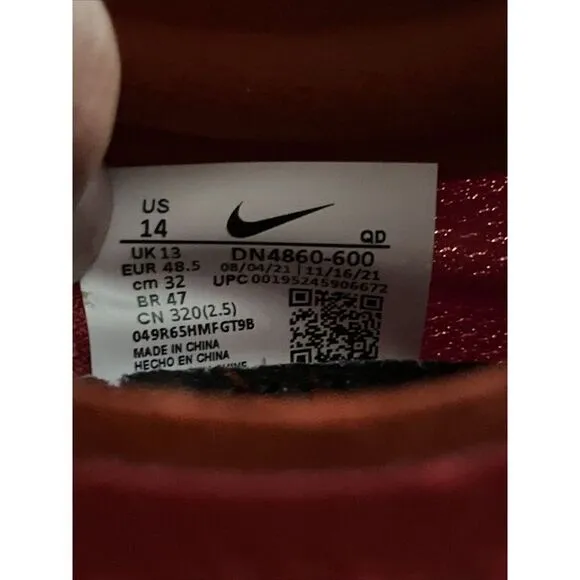 US
14
QD
UK 13
DN4860-600
EUR 48.5
08/04/21 | 11/16/21
cm 32
UPC 00195245906672
BR 47
CN 320(2.5)
049R65HMFGT9B
MADE IN CHINA
HECHO EN CHINA